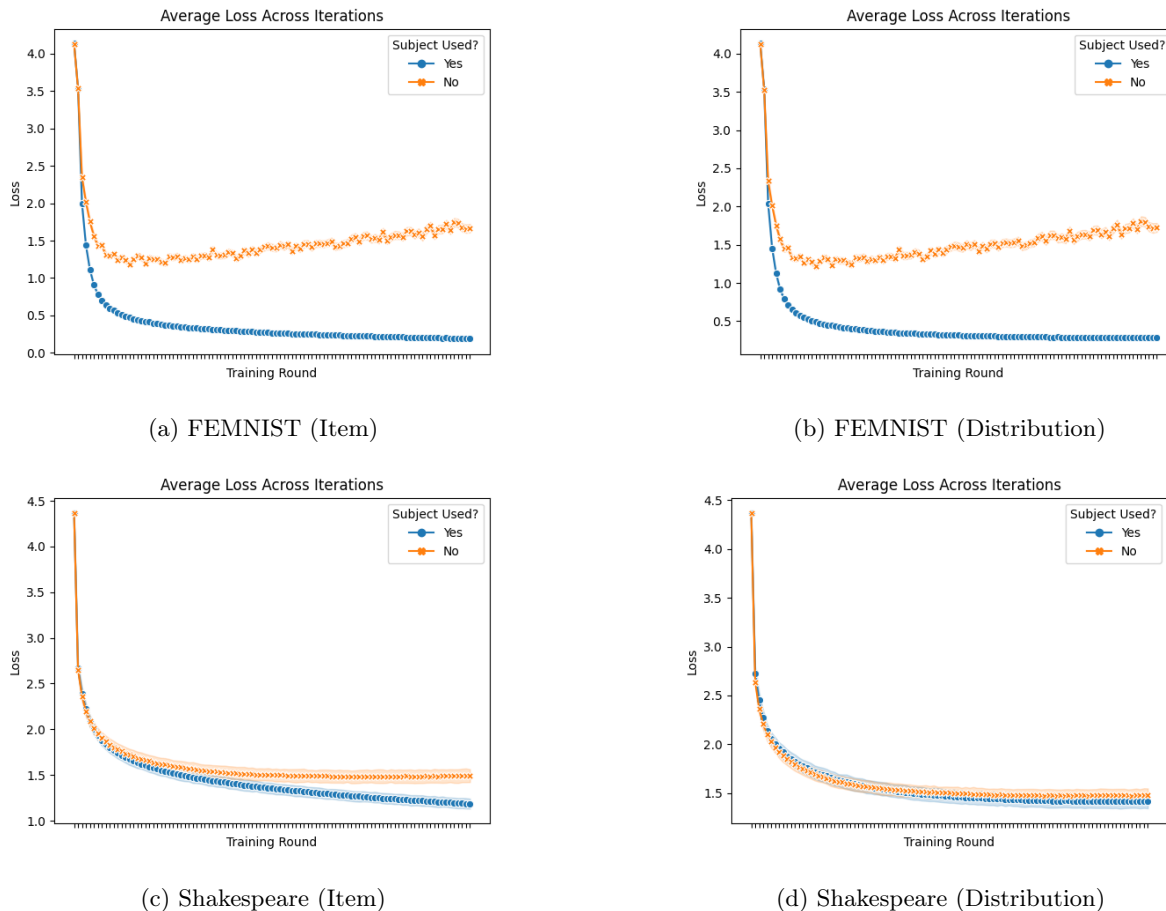 Average Loss Across Iterations
Subject Used?
Yes
No
4.0
3.5
3.0
2.5
2.0
1.5
1.0
0.5
0.0
Loss
Training Round
(a) FEMNIST (Item)
Average Loss Across Iterations
Subject Used?
Yes
No
4.0
3.5
3.0
2.5
2.0
1.5
1.0
0.5
Loss
Training Round
(b) FEMNIST (Distribution)
Average Loss Across Iterations
Subject Used?
Yes
No
4.5
4.0
3.5
3.0
2.5
2.0
1.5
1.0
Loss
Training Round
(c) Shakespeare (Item)
Average Loss Across Iterations
Subject Used?
Yes
No
4.5
4.0
3.5
3.0
2.5
2.0
1.5
Loss
Training Round
(d) Shakespeare (Distribution)